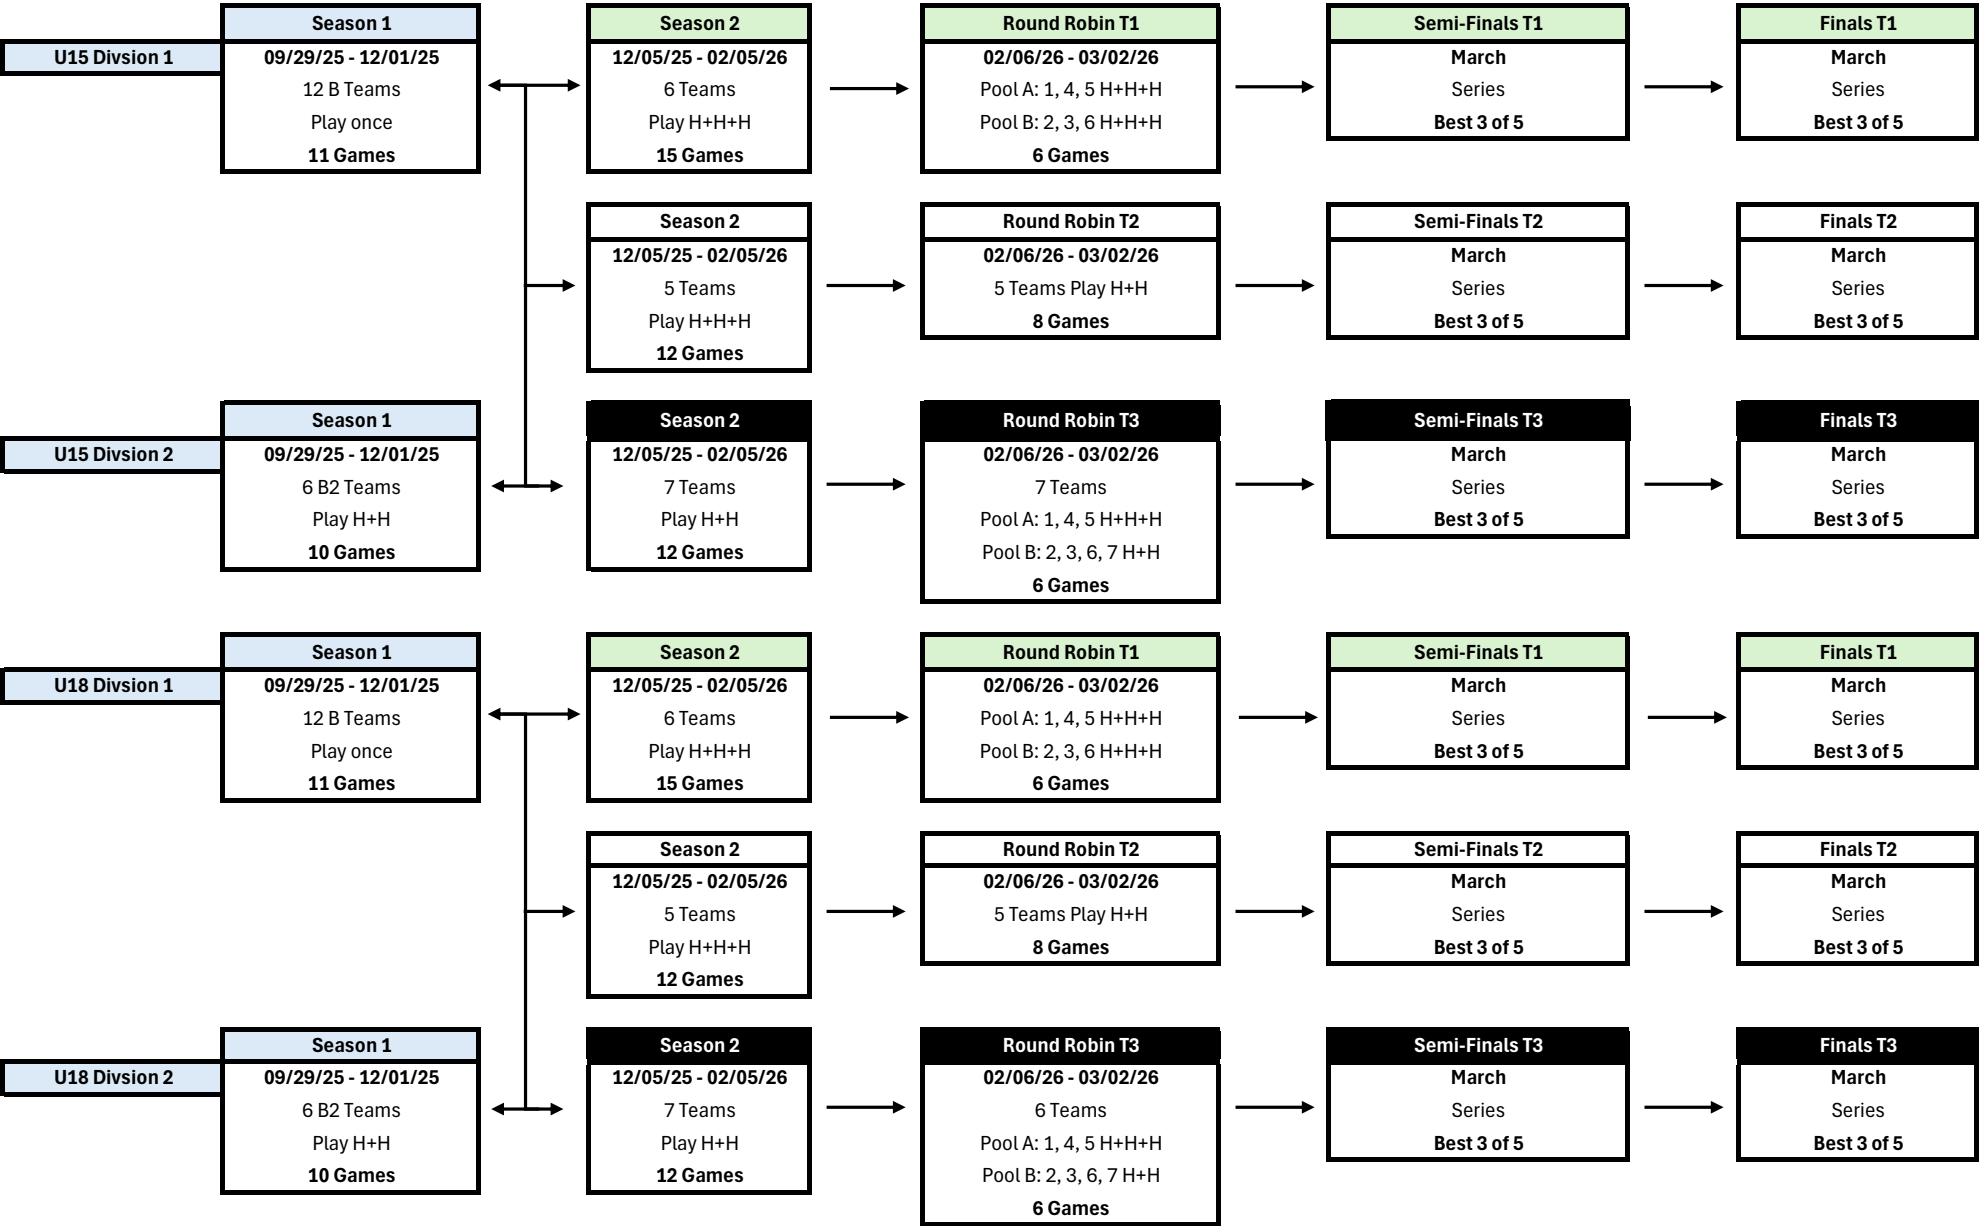 U15 Divsion 1
Season 1
09/29/25 - 12/01/25
12 B Teams
Play once
11 Games
Season 2
12/05/25 - 02/05/26
6 Teams
Play H+H+H
15 Games
Round Robin T1
02/06/26 - 03/02/26
Pool A: 1, 4, 5 H+H+H
Pool B: 2, 3, 6 H+H+H
6 Games
Semi-Finals T1
March
Series
Best 3 of 5
Finals T1
March
Series
Best 3 of 5
Season 2
12/05/25 - 02/05/26
5 Teams
Play H+H+H
12 Games
Round Robin T2
02/06/26 - 03/02/26
5 Teams Play H+H
8 Games
Semi-Finals T2
March
Series
Best 3 of 5
Finals T2
March
Series
Best 3 of 5
U15 Divsion 2
Season 1
09/29/25 - 12/01/25
6 B2 Teams
Play H+H
10 Games
Season 2
12/05/25 - 02/05/26
7 Teams
Play H+H
12 Games
Round Robin T3
02/06/26 - 03/02/26
7 Teams
Pool A: 1, 4, 5 H+H+H
Pool B: 2, 3, 6, 7 H+H
6 Games
Semi-Finals T3
March
Series
Best 3 of 5
Finals T3
March
Series
Best 3 of 5
U18 Divsion 1
Season 1
09/29/25 - 12/01/25
12 B Teams
Play once
11 Games
Season 2
12/05/25 - 02/05/26
6 Teams
Play H+H+H
15 Games
Round Robin T1
02/06/26 - 03/02/26
Pool A: 1, 4, 5 H+H+H
Pool B: 2, 3, 6 H+H+H
6 Games
Semi-Finals T1
March
Series
Best 3 of 5
Finals T1
March
Series
Best 3 of 5
Season 2
12/05/25 - 02/05/26
5 Teams
Play H+H+H
12 Games
Round Robin T2
02/06/26 - 03/02/26
5 Teams Play H+H
8 Games
Semi-Finals T2
March
Series
Best 3 of 5
Finals T2
March
Series
Best 3 of 5
U18 Divsion 2
Season 1
09/29/25 - 12/01/25
6 B2 Teams
Play H+H
10 Games
Season 2
12/05/25 - 02/05/26
7 Teams
Play H+H
12 Games
Round Robin T3
02/06/26 - 03/02/26
6 Teams
Pool A: 1, 4, 5 H+H+H
Pool B: 2, 3, 6, 7 H+H
6 Games
Semi-Finals T3
March
Series
Best 3 of 5
Finals T3
March
Series
Best 3 of 5